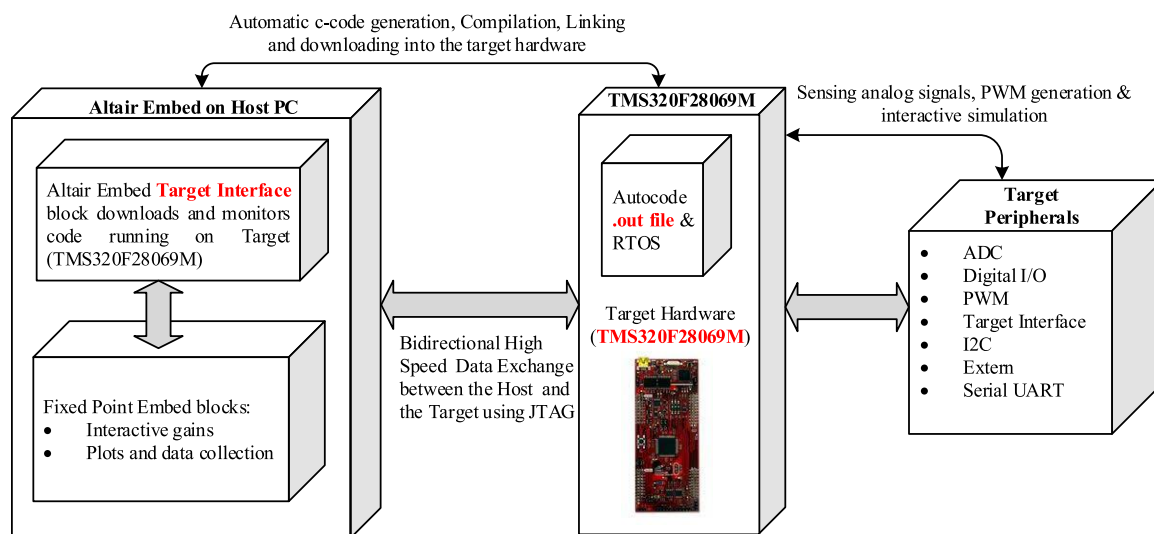 Automatic c-code generation, Compilation, Linking
and downloading into the target hardware
Altair Embed on Host PC
Altair Embed Target Interface
block downloads and monitors
code running on Target
(TMS320F28069M)
Fixed Point Embed blocks:
• Interactive gains
• Plots and data collection
Bidirectional High
Speed Data Exchange
between the Host and
the Target using JTAG
TMS320F28069M
Autocode
.out file &
RTOS
Target Hardware
(TMS320F28069M)
Sensing analog signals, PWM generation &
interactive simulation
Target
Peripherals
• ADC
• Digital I/O
• PWM
• Target Interface
• I2C
• Extern
• Serial UART